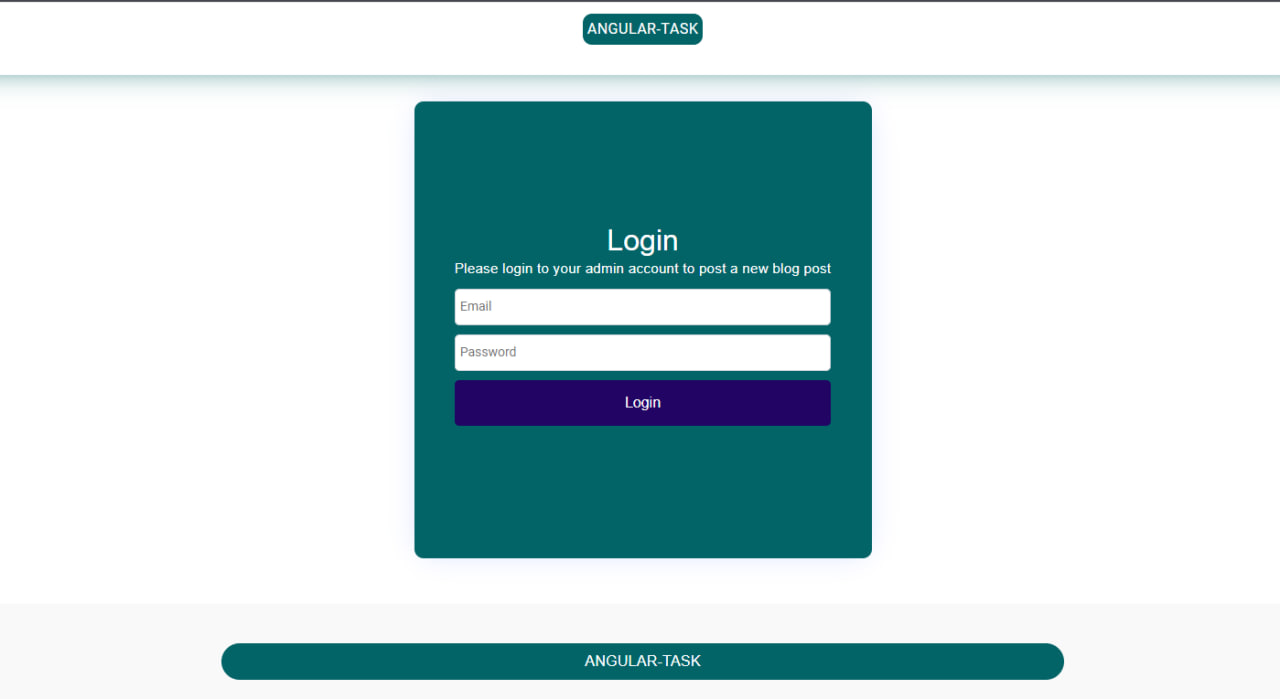 ANGULAR-TASK
Login
Please login to your admin account to post a new blog post
Email
Password
Login
ANGULAR-TASK